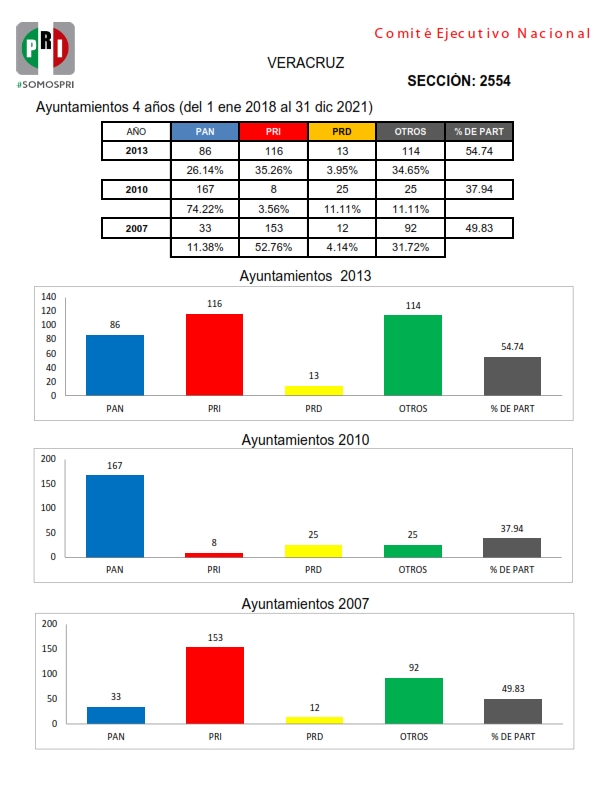 Comité Ejecutivo Nacional
PRI
#SOMOSPRI
VERACRUZ
SECCIÓN: 2554
Ayuntamientos 4 años (del 1 ene 2018 al 31 dic 2021)
AÑO PAN PRI PRD OTROS % DE PART
2013 86 116 13 114 54.74
26.14% 35.26% 3.95% 34.65%
2010 167 8 25 25 37.94
74.22% 3.56% 11.11% 11.11%
2007 33 153 12 92 49.83
11.38% 52.76% 4.14% 31.72%
Ayuntamientos 2013
140
120
100
80
60
40
20
0
86 116 13 114 54.74
PAN PRI PRD OTROS % DE PART
Ayuntamientos 2010
200
150
100
50
0
167 8 25 25 37.94
PAN PRI PRD OTROS % DE PART
Ayuntamientos 2007
200
150
100
50
0
33 153 12 92 49.83
PAN PRI PRD OTROS % DE PART